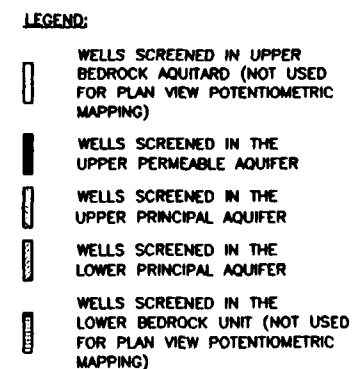 LEGEND:
WELLS SCREENED IN UPPER
BEDROCK AQUITARD (NOT USED
FOR PLAN VIEW POTENTIOMETRIC
MAPPING)
WELLS SCREENED IN THE
UPPER PERMEABLE AQUIFER
WELLS SCREENED IN THE
UPPER PRINCIPAL AQUIFER
WELLS SCREENED IN THE
LOWER PRINCIPAL AQUIFER
WELLS SCREENED IN THE
LOWER BEDROCK UNIT (NOT USED
FOR PLAN VIEW POTENTIOMETRIC
MAPPING)